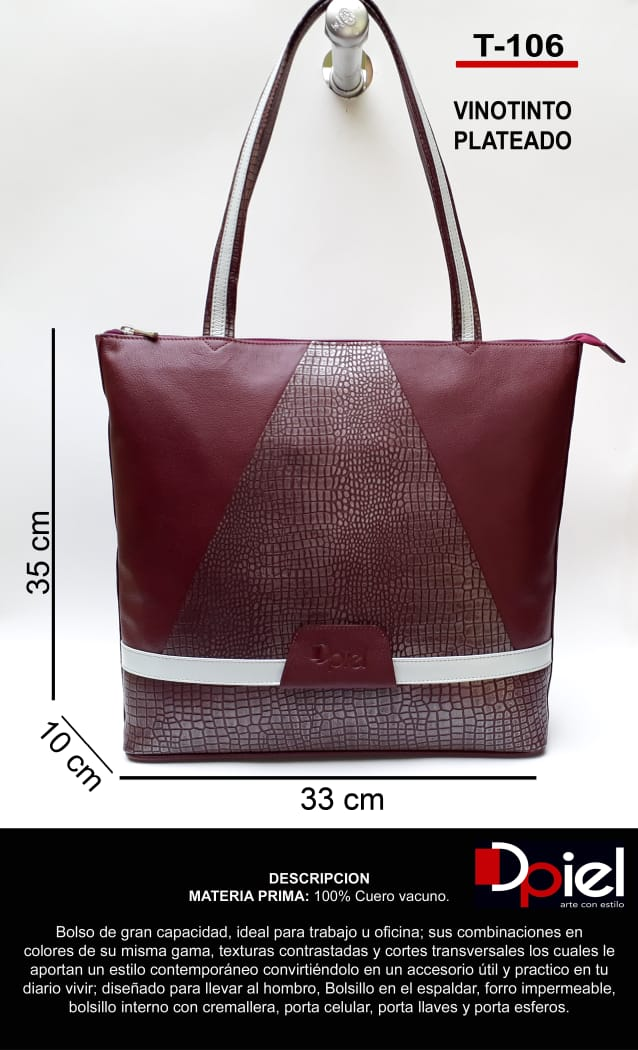 T-106
VINOTINTO
PLATEADO
35 cm
10 cm
33 cm
Dpiel
Dpiel
arte con estilo
DESCRIPCION
MATERIA PRIMA: 100% Cuero vacuno.
Bolso de gran capacidad, ideal para trabajo u oficina; sus combinaciones en
colores de su misma gama, texturas contrastadas y cortes transversales los cuales le
aportan un estilo contemporáneo convirtiéndolo en un accesorio útil y practico en tu
diario vivir; diseñado para llevar al hombro, Bolsillo en el espaldar, forro impermeable,
bolsillo interno con cremallera, porta celular, porta llaves y porta esferos.